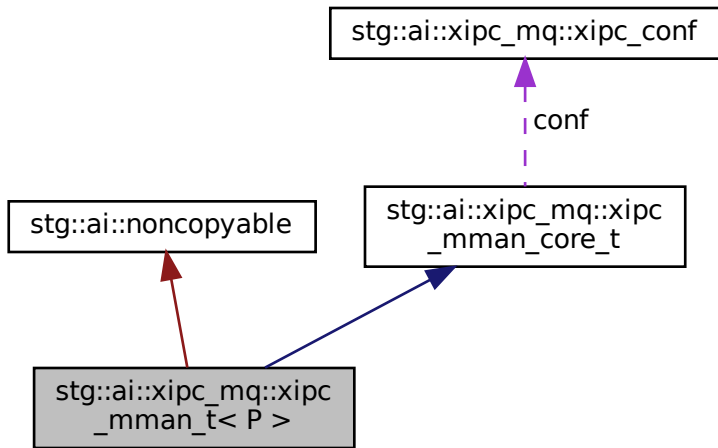 stg::ai::xipc_mq::xipc_conf
conf
stg::ai::noncopyable
stg::ai::xipc_mq::xipc
_mman_core_t
stg::ai::xipc_mq::xipc
_mman_t< P >